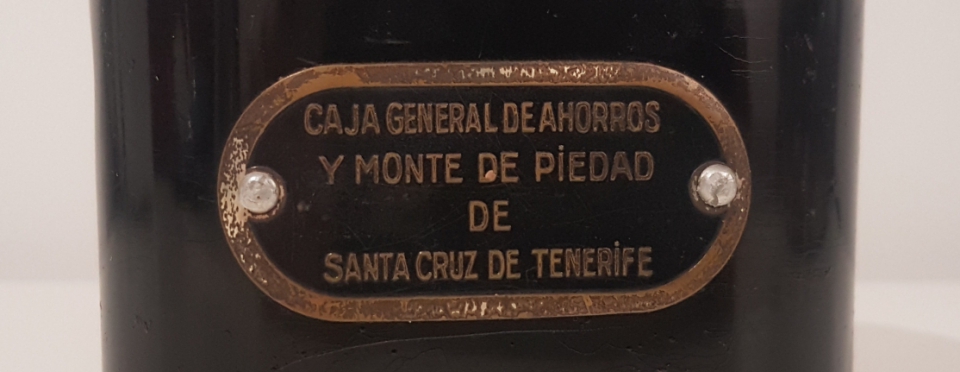 CAJA GENERAL DE AHORROS
Y MONTE DE PiEDAD
DE
SANTA CRUZ DE TENERiFE